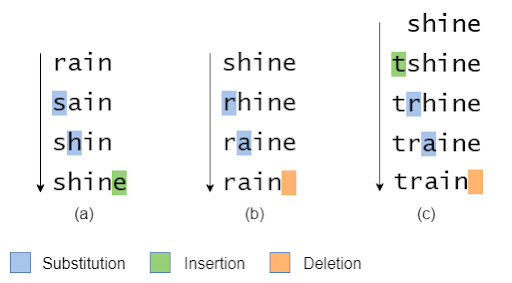 rain
sain
shin
shine
(a)
shine
rhine
raine
rain
(b)
shine
tshine
trhine
traine
train
(c)
Substitution Insertion Deletion